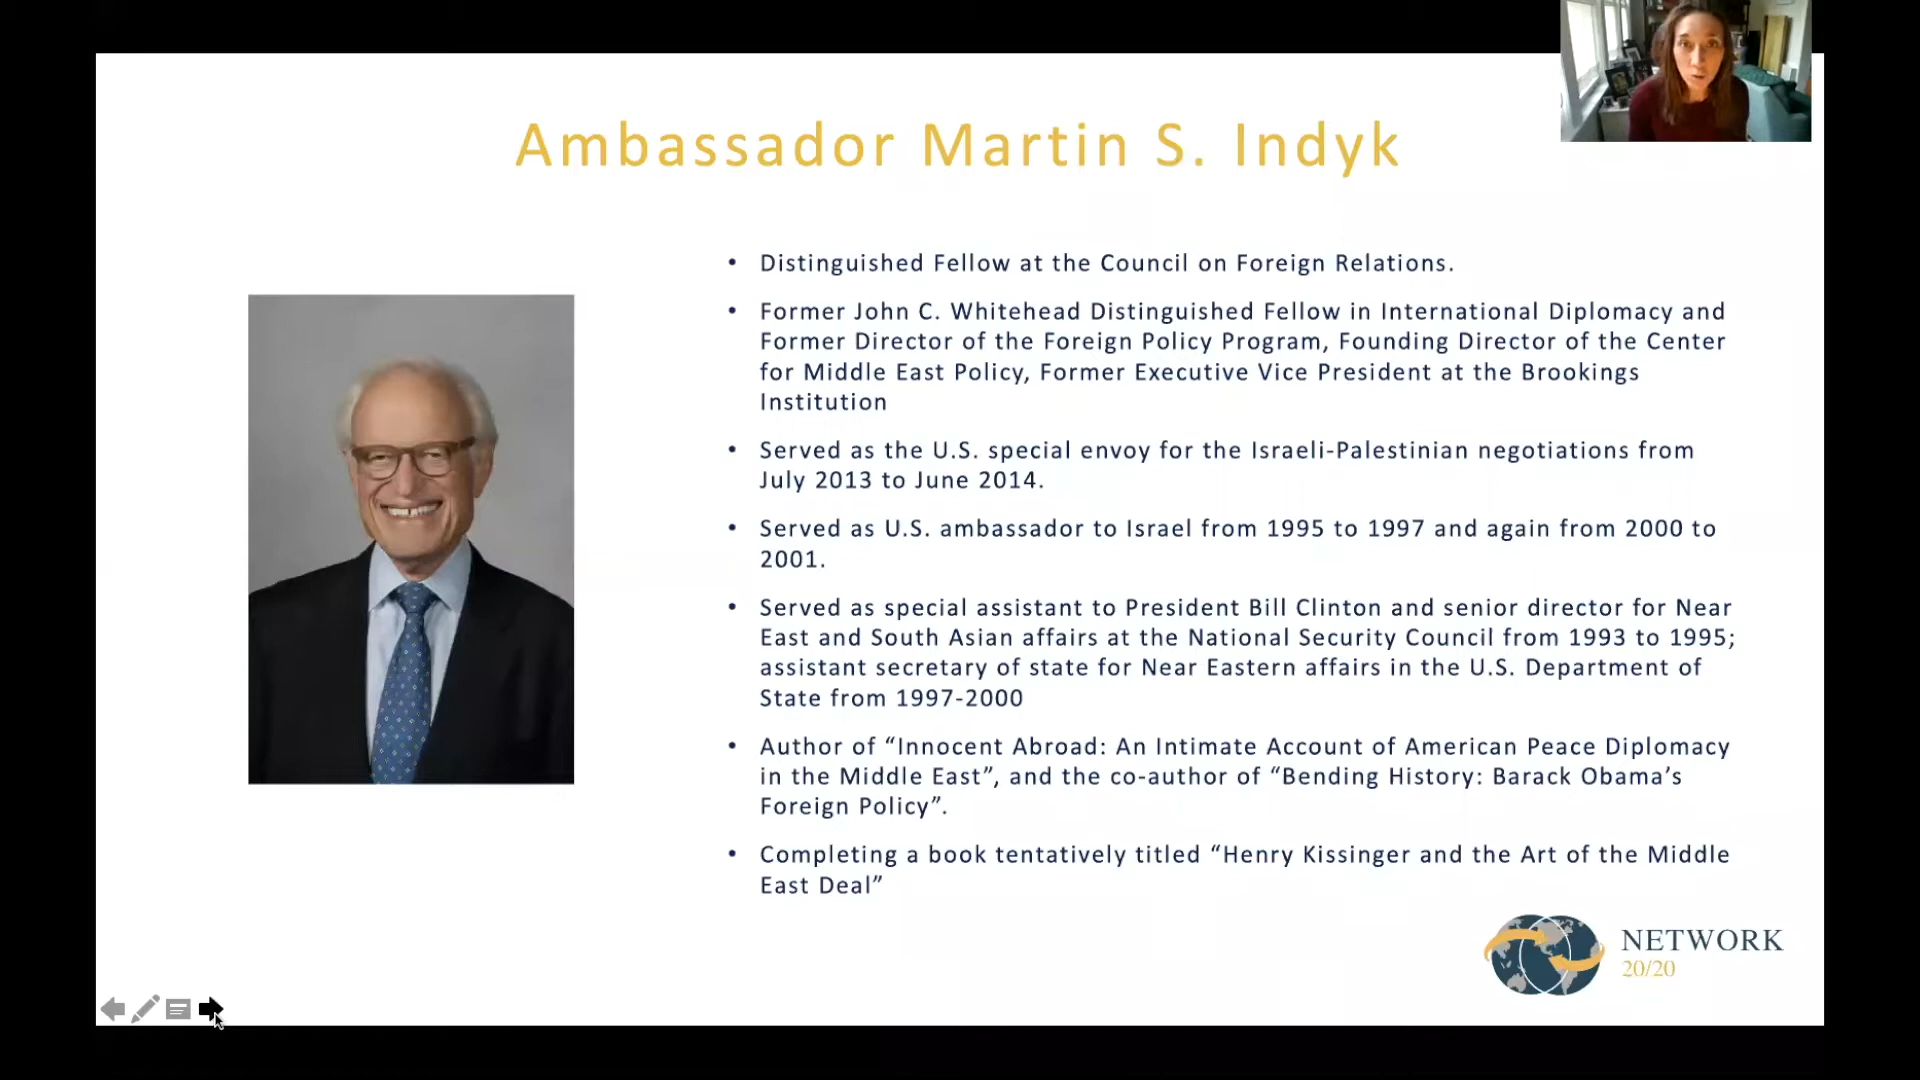 Ambassador Martin S. Indyk
• Distinguished Fellow at the Council on Foreign Relations.
• Former John C. Whitehead Distinguished Fellow in International Diplomacy and
Former Director of the Foreign Policy Program, Founding Director of the Center
for Middle East Policy, Former Executive Vice President at the Brookings
Institution
• Served as the U.S. special envoy for the Israeli-Palestinian negotiations from
July 2013 to June 2014.
• Served as U.S. ambassador to Israel from 1995 to 1997 and again from 2000 to
2001.
• Served as special assistant to President Bill Clinton and senior director for Near
East and South Asian affairs at the National Security Council from 1993 to 1995;
assistant secretary of state for Near Eastern affairs in the U.S. Department of
State from 1997-2000
• Author of “Innocent Abroad: An Intimate Account of American Peace Diplomacy
in the Middle East”, and the co-author of “Bending History: Barack Obama’s
Foreign Policy”.
• Completing a book tentatively titled “Henry Kissinger and the Art of the Middle
East Deal”
NETWORK
20/20